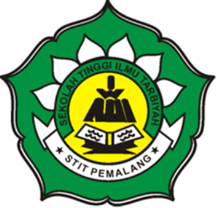 SEKOLAH TINGGI ILMU TARBIYAH
STIT PEMALANG